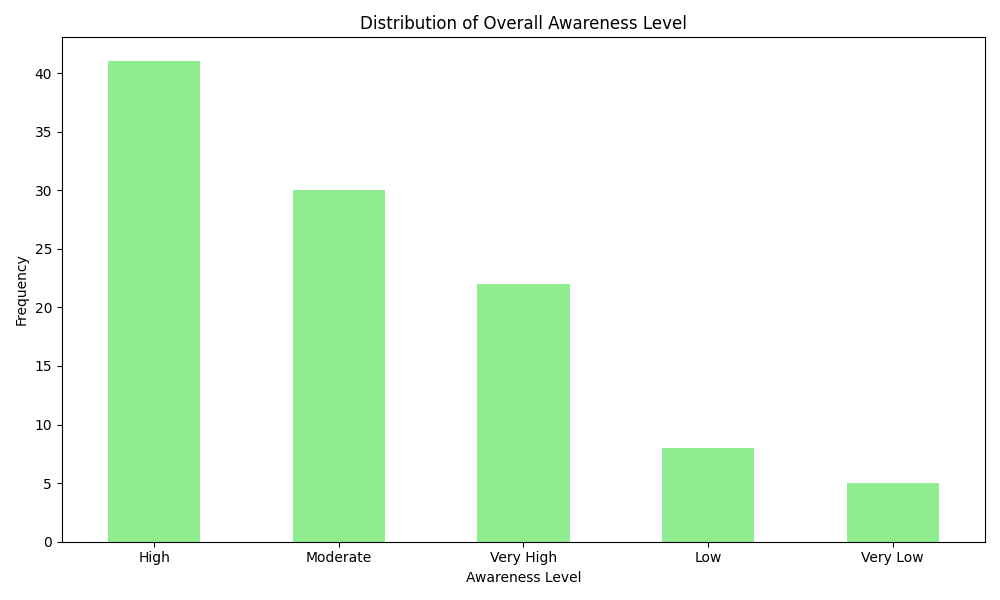 Distribution of Overall Awareness Level
Frequency
40
35
30
25
20
15
10
5
0
High Moderate Very High Low Very Low
Awareness Level